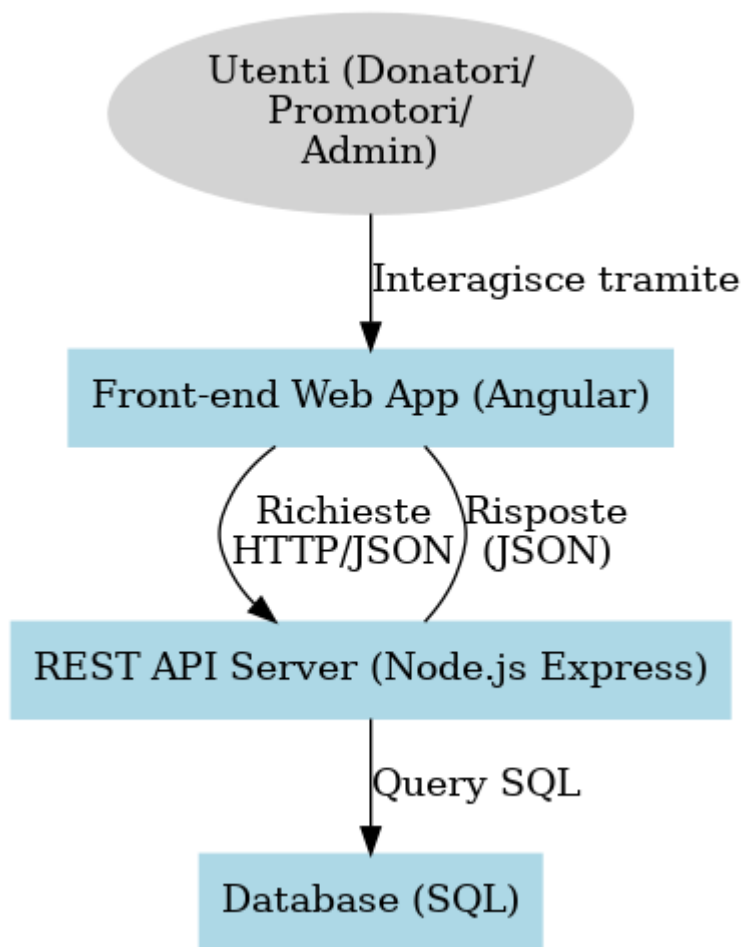 Utenti (Donatori/
Promotori/
Admin)
Interagisce tramite
Front-end Web App (Angular)
Richieste
HTTP/JSON
Risposte
(JSON)
REST API Server (Node.js Express)
Query SQL
Database (SQL)